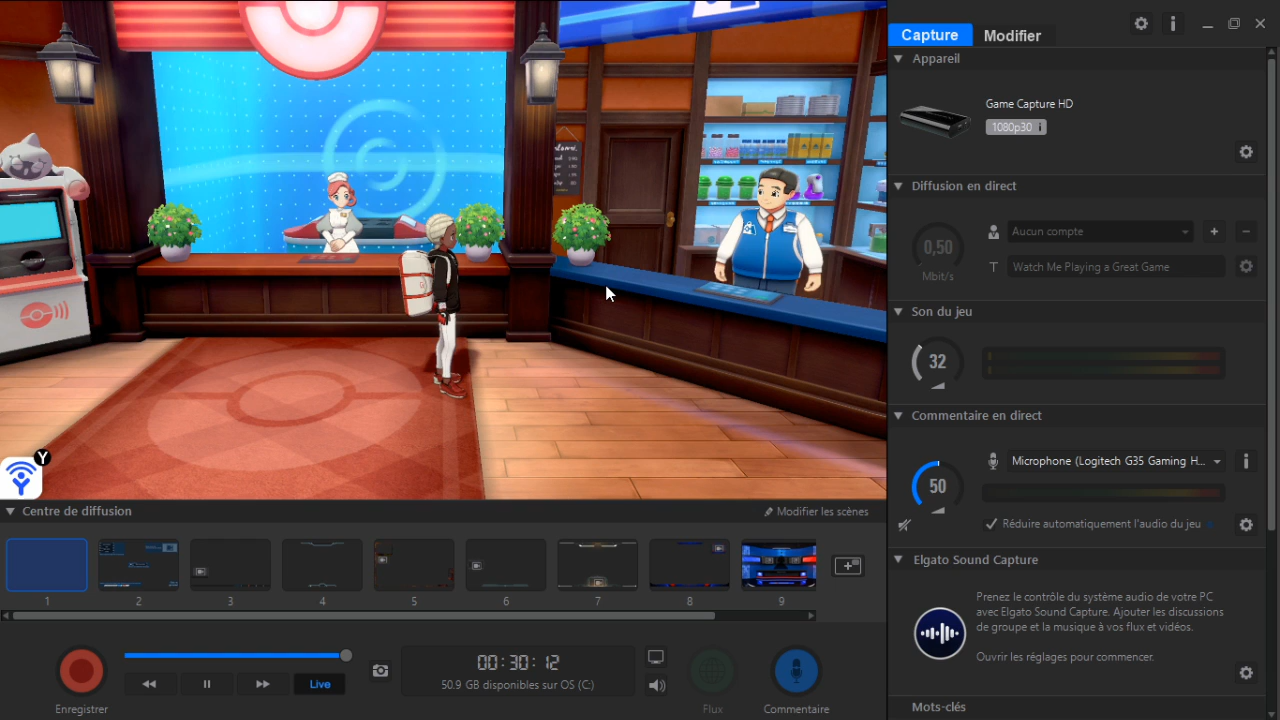 Capture
Modifier
Appareil
Game Capture HD
1080p30 i
Diffusion en direct
0,50
Mbit/s
Aucun compte
+ −
T Watch Me Playing a Great Game
Son du jeu
32
Commentaire en direct
50
Microphone (Logitech G35 Gaming H...
Réduire automatiquement l'audio du jeu
Elgato Sound Capture
Prenez le contrôle du système audio de votre PC
avec Elgato Sound Capture. Ajouter les discussions
de groupe et la musique à vos flux et vidéos.
Ouvrir les réglages pour commencer.
Mots-clés
Y
Centre de diffusion
Modifier les scènes
1 2 3 4 5 6 7 8 9
00:30:12
50.9 GB disponibles sur OS (C:)
Live
Enregistrer
Flux
Commentaire